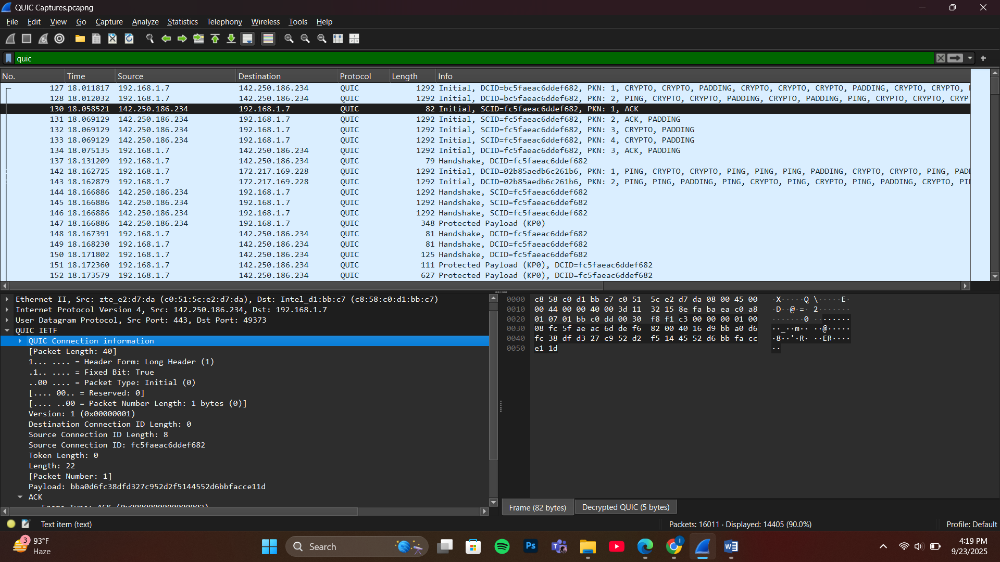 QUIC Captures.pcapng
File Edit View Go Capture Analyze Statistics Telephony Wireless Tools Help
quic
No. Time Source Destination Protocol Length Info
127 18.011817 192.168.1.7 142.250.186.234 QUIC 1292 Initial, DCID=bc5faeac6ddef682, PKN: 1, CRYPTO, CRYPTO, PADDING, CRYPTO, CRYPTO, CRYPTO, PADDING, CRYPTO, CRYPTO,
128 18.012032 192.168.1.7 142.250.186.234 QUIC 1292 Initial, DCID=bc5faeac6ddef682, PKN: 2, PING, CRYPTO, CRYPTO, PADDING, CRYPTO, PADDING, PING, CRYPTO, CRYPTO, CRYPT
130 18.058521 142.250.186.234 192.168.1.7 QUIC 82 Initial, SCID=fc5faeac6ddef682, PKN: 1, ACK
131 18.069129 142.250.186.234 192.168.1.7 QUIC 1292 Initial, SCID=fc5faeac6ddef682, PKN: 2, ACK, PADDING
132 18.069129 142.250.186.234 192.168.1.7 QUIC 1292 Initial, SCID=fc5faeac6ddef682, PKN: 3, CRYPTO, PADDING
133 18.069129 142.250.186.234 192.168.1.7 QUIC 1292 Initial, SCID=fc5faeac6ddef682, PKN: 4, CRYPTO, PADDING
134 18.075135 192.168.1.7 142.250.186.234 QUIC 1292 Initial, DCID=fc5faeac6ddef682, PKN: 3, ACK, PADDING
137 18.131209 192.168.1.7 142.250.186.234 QUIC 79 Handshake, DCID=fc5faeac6ddef682
142 18.162725 192.168.1.7 172.217.169.228 QUIC 1292 Initial, DCID=02b85aedb6c261b6, PKN: 1, PING, CRYPTO, CRYPTO, PING, PING, PING, PADDING, CRYPTO, CRYPTO, PING, PAD
143 18.162879 192.168.1.7 172.217.169.228 QUIC 1292 Initial, DCID=02b85aedb6c261b6, PKN: 2, PING, PING, PADDING, PING, CRYPTO, PING, CRYPTO, PING, PADDING, CRYPTO, PI
144 18.166886 142.250.186.234 192.168.1.7 QUIC 1292 Handshake, SCID=fc5faeac6ddef682
145 18.166886 142.250.186.234 192.168.1.7 QUIC 1292 Handshake, SCID=fc5faeac6ddef682
146 18.166886 142.250.186.234 192.168.1.7 QUIC 1292 Handshake, SCID=fc5faeac6ddef682
147 18.166886 142.250.186.234 192.168.1.7 QUIC 348 Protected Payload (KP0)
148 18.167391 192.168.1.7 142.250.186.234 QUIC 81 Handshake, DCID=fc5faeac6ddef682
149 18.168230 192.168.1.7 142.250.186.234 QUIC 81 Handshake, DCID=fc5faeac6ddef682
150 18.171802 192.168.1.7 142.250.186.234 QUIC 125 Handshake, DCID=fc5faeac6ddef682
151 18.172360 192.168.1.7 142.250.186.234 QUIC 111 Protected Payload (KP0), DCID=fc5faeac6ddef682
152 18.173579 192.168.1.7 142.250.186.234 QUIC 627 Protected Payload (KP0), DCID=fc5faeac6ddef682
Ethernet II, Src: zte_e2:d7:da (c0:51:5c:e2:d7:da), Dst: Intel_d1:bb:c7 (c8:58:c0:d1:bb:c7)
Internet Protocol Version 4, Src: 142.250.186.234, Dst: 192.168.1.7
User Datagram Protocol, Src Port: 443, Dst Port: 49373
QUIC IETF
QUIC Connection information
[Packet Length: 40]
1... .... = Header Form: Long Header (1)
.1.. .... = Fixed Bit: True
..00 .... = Packet Type: Initial (0)
[.... 00.. = Reserved: 0]
[.... ..00 = Packet Number Length: 1 bytes (0)]
Version: 1 (0x00000001)
Destination Connection ID Length: 0
Source Connection ID Length: 8
Source Connection ID: fc5faeac6ddef682
Token Length: 0
Length: 22
[Packet Number: 1]
Payload: bba0d6fc38dfd327c952d2f5144552d6bbfacce11d
ACK
Frame Type: ACK (0x0000000000000002)
0000 c8 58 c0 d1 bb c7 c0 51 5c e2 d7 da 08 00 45 00 ·X·····Q \·····E·
0010 00 44 00 00 40 00 3d 11 32 15 8e fa ba ea c0 a8 ·D··@·=· 2·······
0020 01 07 01 bb c0 dd 00 30 f8 f1 c3 00 00 00 01 00 ·······0 ········
0030 08 fc 5f ae ac 6d de f6 82 00 40 16 d9 bb a0 d6 ··_··m·· ··@·····
0040 fc 38 df d3 27 c9 52 d2 f5 14 45 52 d6 bb fa cc ·8··'·R· ··ER····
0050 e1 1d ··
Frame (82 bytes) Decrypted QUIC (5 bytes)
Text item (text) Packets: 16011 · Displayed: 14405 (90.0%) Profile: Default
3
93°F
Haze
Search
Ps
4:19 PM
9/23/2025